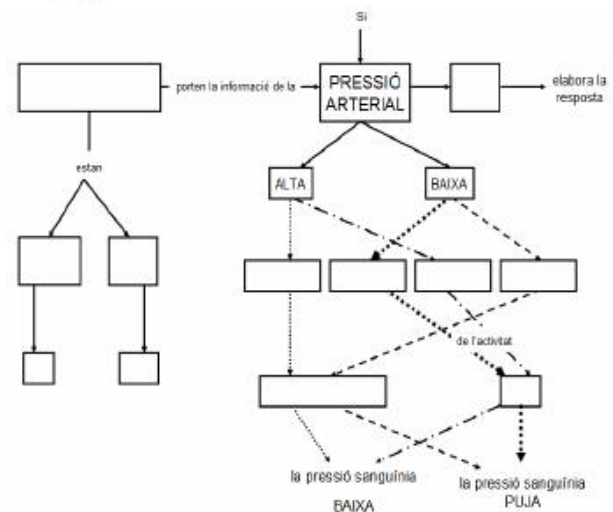 Si
porten la informació de la
PRESSIÓ
ARTERIAL
elabora la
resposta
estan
ALTA
BAIXA
de l'activitat
la pressió sanguínia
BAIXA
la pressió sanguínia
PUJA